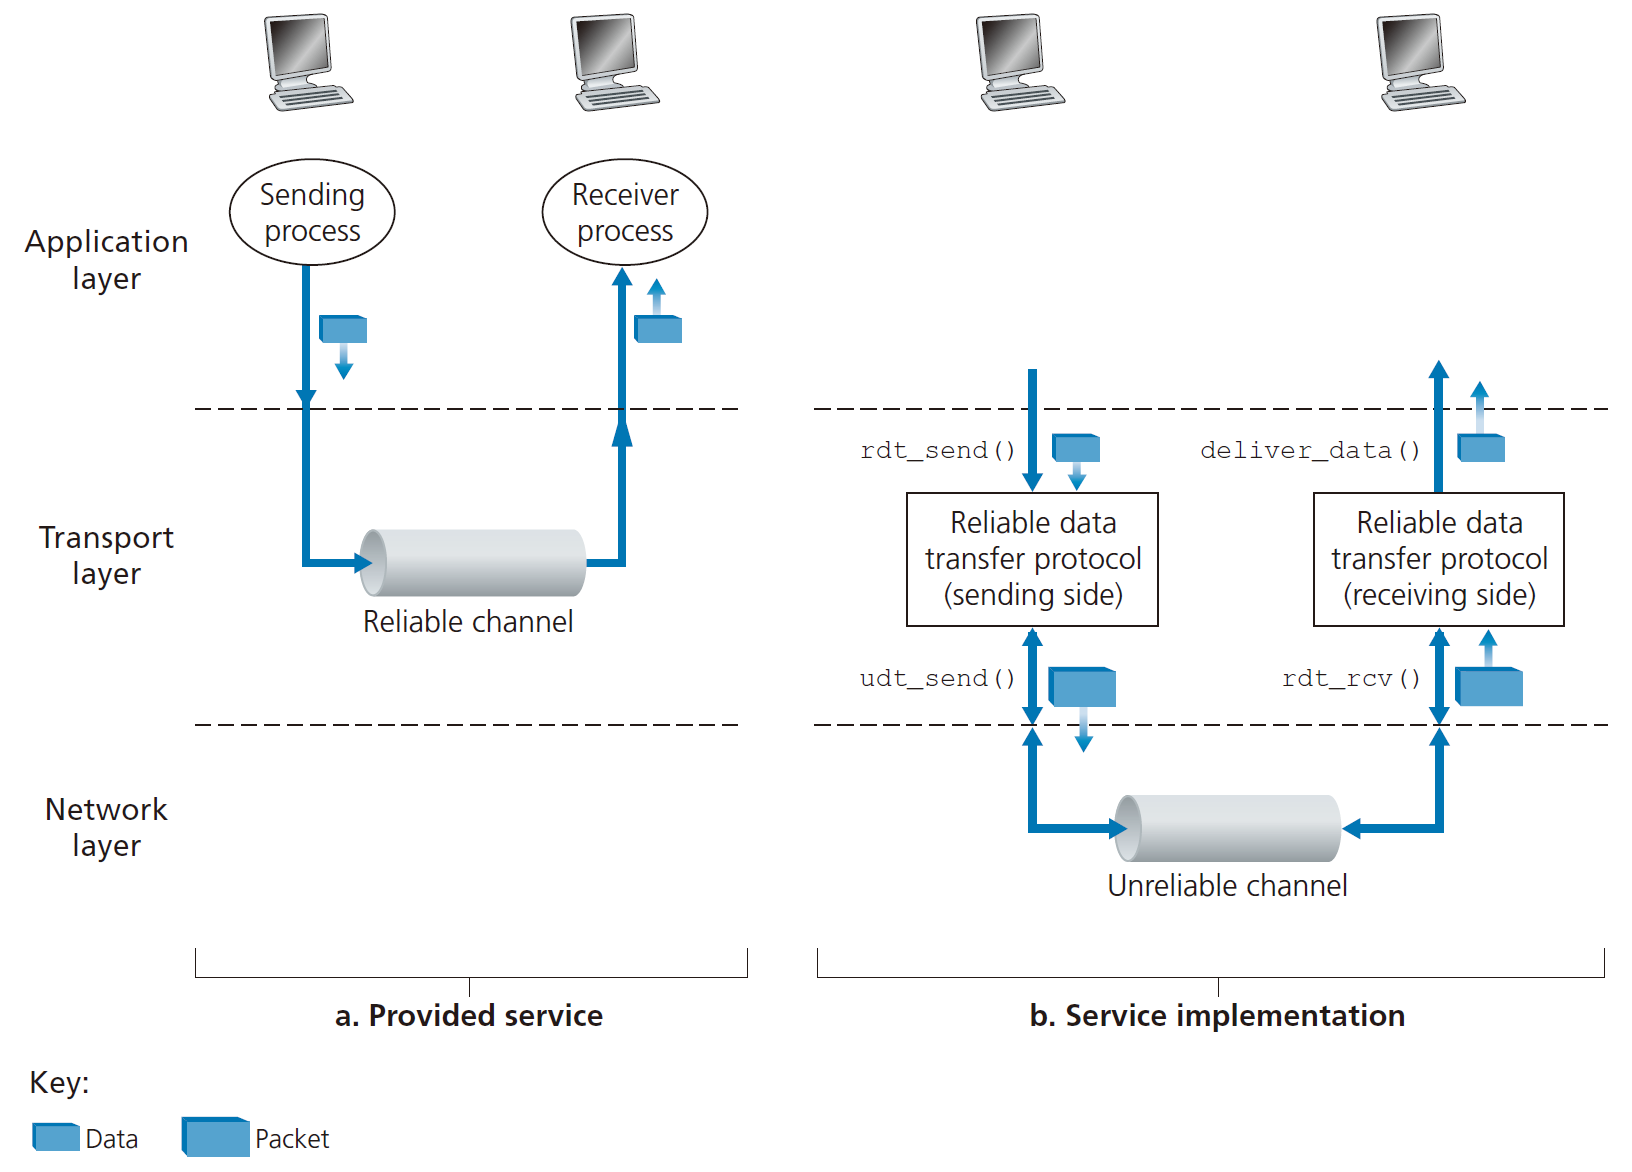 Sending
process
Receiver
process
Application
layer
rdt_send()
deliver_data()
Transport
layer
Reliable channel
Reliable data
transfer protocol
(sending side)
Reliable data
transfer protocol
(receiving side)
udt_send()
rdt_rcv()
Network
layer
Unreliable channel
a. Provided service
b. Service implementation
Key:
Data
Packet